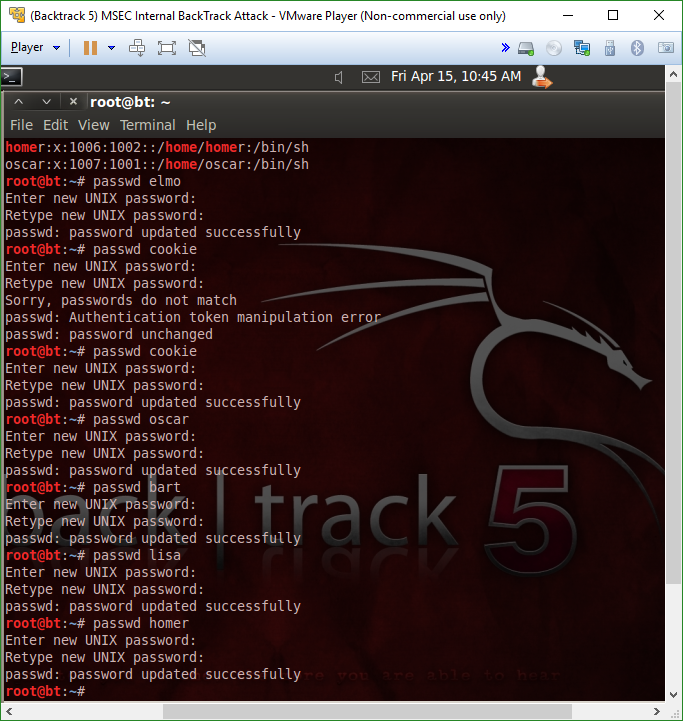 (Backtrack 5) MSEC Internal BackTrack Attack - VMware Player (Non-commercial use only)
Player
Fri Apr 15, 10:45 AM
root@bt: ~
File Edit View Terminal Help
homer:x:1006:1002::/home/homer:/bin/sh
oscar:x:1007:1001::/home/oscar:/bin/sh
root@bt:~# passwd elmo
Enter new UNIX password:
Retype new UNIX password:
passwd: password updated successfully
root@bt:~# passwd cookie
Enter new UNIX password:
Retype new UNIX password:
Sorry, passwords do not match
passwd: Authentication token manipulation error
passwd: password unchanged
root@bt:~# passwd cookie
Enter new UNIX password:
Retype new UNIX password:
passwd: password updated successfully
root@bt:~# passwd oscar
Enter new UNIX password:
Retype new UNIX password:
passwd: password updated successfully
root@bt:~# passwd bart
Enter new UNIX password:
Retype new UNIX password:
passwd: password updated successfully
root@bt:~# passwd lisa
Enter new UNIX password:
Retype new UNIX password:
passwd: password updated successfully
root@bt:~# passwd homer
Enter new UNIX password:
Retype new UNIX password:
passwd: password updated successfully
root@bt:~#
back | track 5
you are able to hear